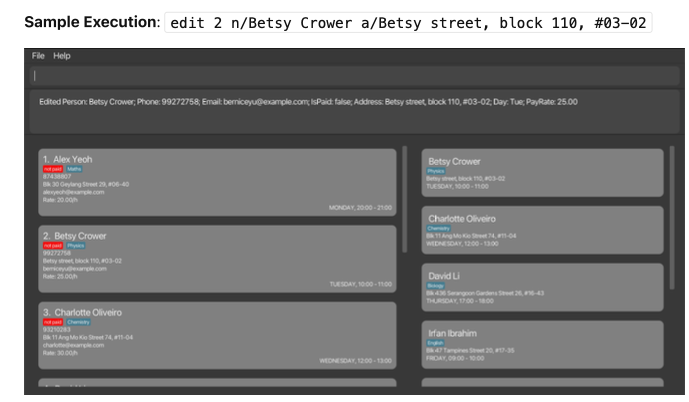 Sample Execution: edit 2 n/Betsy Crower a/Betsy street, block 110, #03-02
File Help
Edited Person: Betsy Crower; Phone: 99272758; Email: berniceyu@example.com; IsPaid: false; Address: Betsy street, block 110, #03-02; Day: Tue; PayRate: 25.00
1. Alex Yeoh
not paid Maths
87438807
Blk 30 Geylang Street 29, #06-40
alexyeoh@example.com
Rate: 20.00/h
MONDAY, 20:00 - 21:00
2. Betsy Crower
not paid Physics
99272758
Betsy street, block 110, #03-02
berniceyu@example.com
Rate: 25.00/h
TUESDAY, 10:00 - 11:00
3. Charlotte Oliveiro
not paid Chemistry
93210283
Blk 11 Ang Mo Kio Street 74, #11-04
charlotte@example.com
Rate: 30.00/h
WEDNESDAY, 12:00 - 13:00
Betsy Crower
Physics
Betsy street, block 110, #03-02
TUESDAY, 10:00 - 11:00
Charlotte Oliveiro
Chemistry
Blk 11 Ang Mo Kio Street 74, #11-04
WEDNESDAY, 12:00 - 13:00
David Li
Biology
Blk 436 Serangoon Gardens Street 26, #16-43
THURSDAY, 17:00 - 18:00
Irfan Ibrahim
English
Blk 47 Tampines Street 20, #17-35
FRIDAY, 09:00 - 10:00